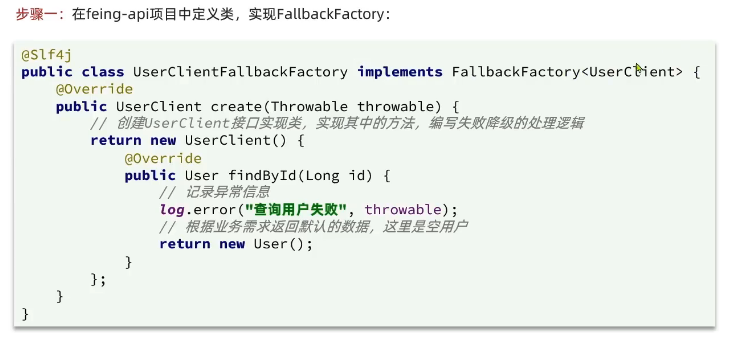 步骤一：在feing-api项目中定义类，实现FallbackFactory：
@Slf4j
public class UserClientFallbackFactory implements FallbackFactory<UserClient> {
    @Override
    public UserClient create(Throwable throwable) {
        // 创建UserClient接口实现类，实现其中的方法，编写失败降级的处理逻辑
        return new UserClient() {
            @Override
            public User findById(Long id) {
                // 记录异常信息
                log.error("查询用户失败", throwable);
                // 根据业务需求返回默认的数据，这里是空用户
                return new User();
            }
        };
    }
}